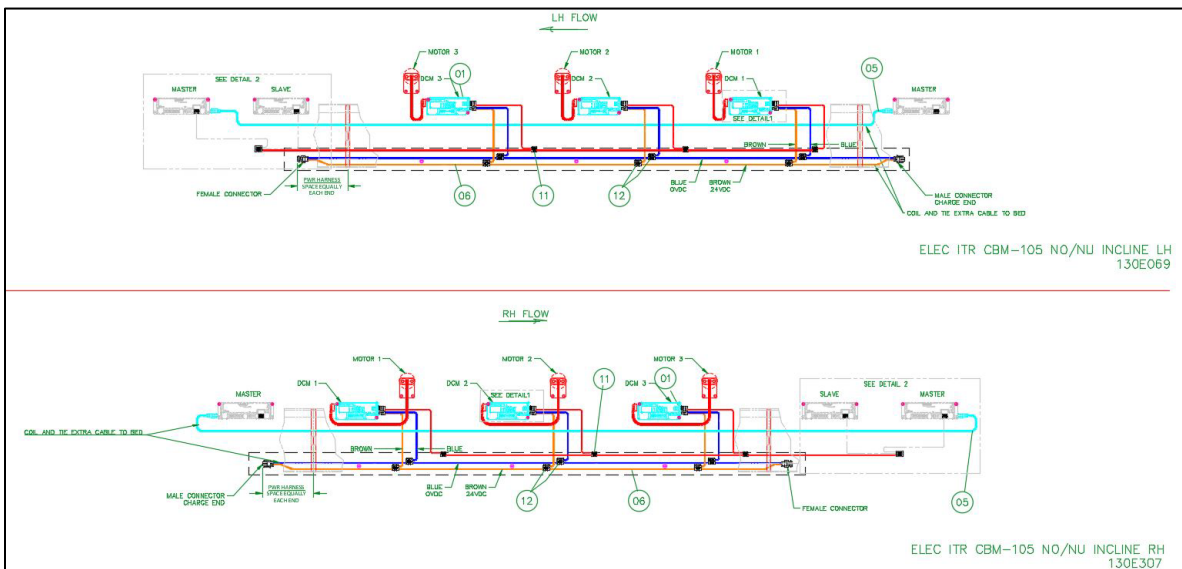 LH FLOW
MOTOR 3
MOTOR 2
MOTOR 1
SEE DETAIL 2
DCM 3
01
DCM 2
DCM 1
05
MASTER
SLAVE
MASTER
SEE DETAIL1
BROWN
BLUE
FEMALE CONNECTOR
PWR HARNESS
SPACE EQUALLY
EACH END
06
11
12
BLUE
0VDC
BROWN
24VDC
MALE CONNECTOR
CHARGE END
COIL AND TIE EXTRA CABLE TO BED
ELEC ITR CBM-105 NO/NU INCLINE LH
130E069
RH FLOW
MOTOR 1
MOTOR 2
MOTOR 3
11
01
SEE DETAIL 2
DCM 1
DCM 2
DCM 3
MASTER
SEE DETAIL1
SLAVE
MASTER
COIL AND TIE EXTRA CABLE TO BED
BROWN
BLUE
MALE CONNECTOR
CHARGE END
PWR HARNESS
SPACE EQUALLY
EACH END
BLUE
0VDC
BROWN
24VDC
12
06
FEMALE CONNECTOR
05
ELEC ITR CBM-105 NO/NU INCLINE RH
130E307